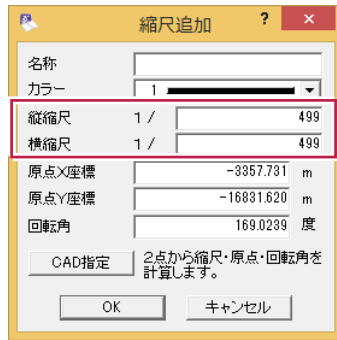 縮尺追加 ? ×
名称
カラー 1
縦縮尺 1 / 499
横縮尺 1 / 499
原点X座標 -3357.731 m
原点Y座標 -16831.620 m
回転角 169.0239 度
CAD指定 2点から縮尺・原点・回転角を
計算します。
OK キャンセル